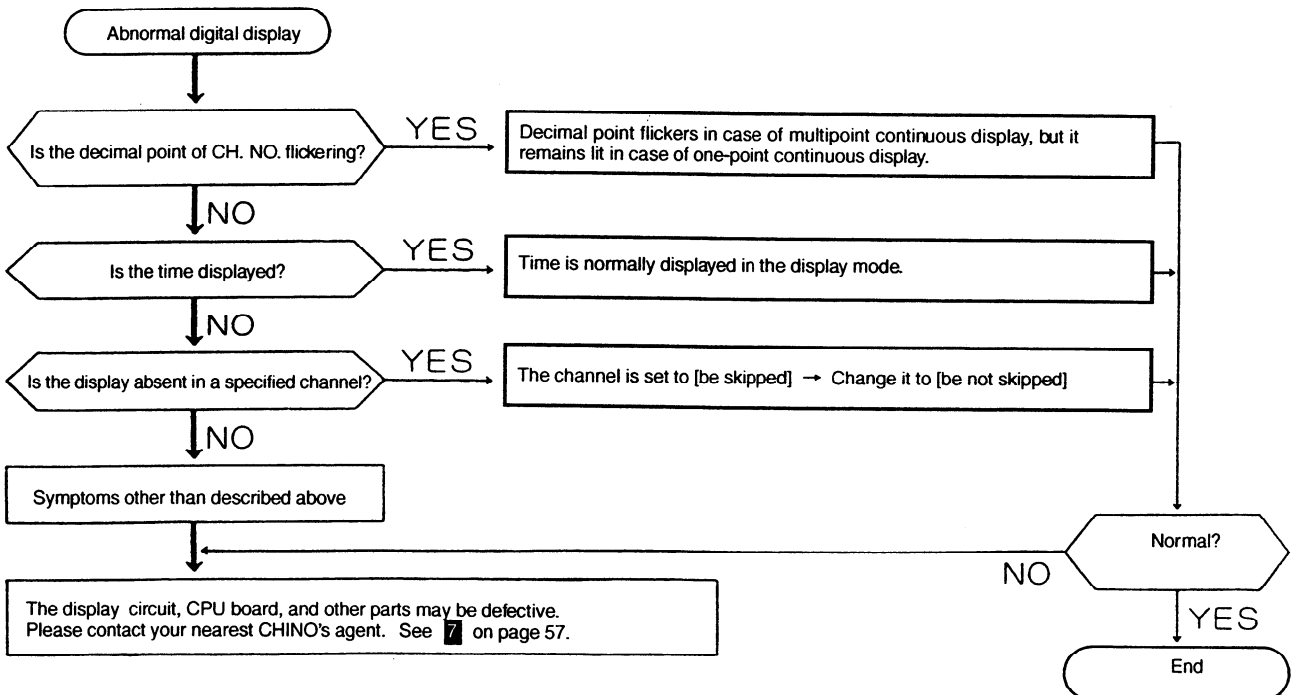 Abnormal digital display
Is the decimal point of CH. NO. flickering?
YES
Decimal point flickers in case of multipoint continuous display, but it
remains lit in case of one-point continuous display.
NO
Is the time displayed?
YES
Time is normally displayed in the display mode.
NO
Is the display absent in a specified channel?
YES
The channel is set to [be skipped] → Change it to [be not skipped]
NO
Symptoms other than described above
Normal?
NO
The display circuit, CPU board, and other parts may be defective.
Please contact your nearest CHINO's agent. See 7 on page 57.
YES
End